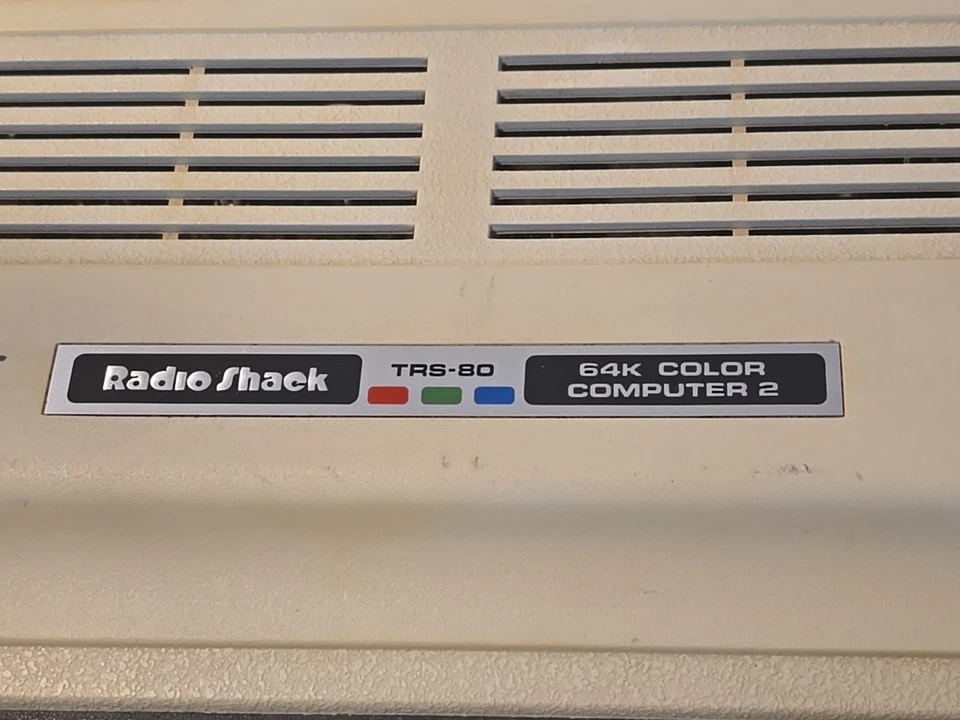 Radio Shack
TRS-80
64K COLOR
COMPUTER 2